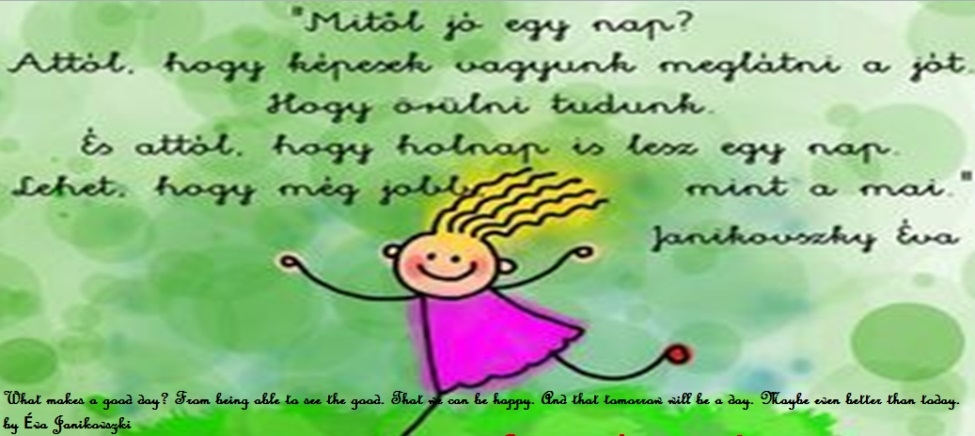 "Mitől jó egy nap?
Attól, hogy képesek vagyunk meglátni a jót.
Hogy örülni tudunk.
És attól, hogy holnap is lesz egy nap.
Lehet, hogy még jobb, mint a mai."
Janikovszky Éva
What makes a good day? From being able to see the good. That we can be happy. And that tomorrow will be a day. Maybe even better than today.
by Éva Janikovszki